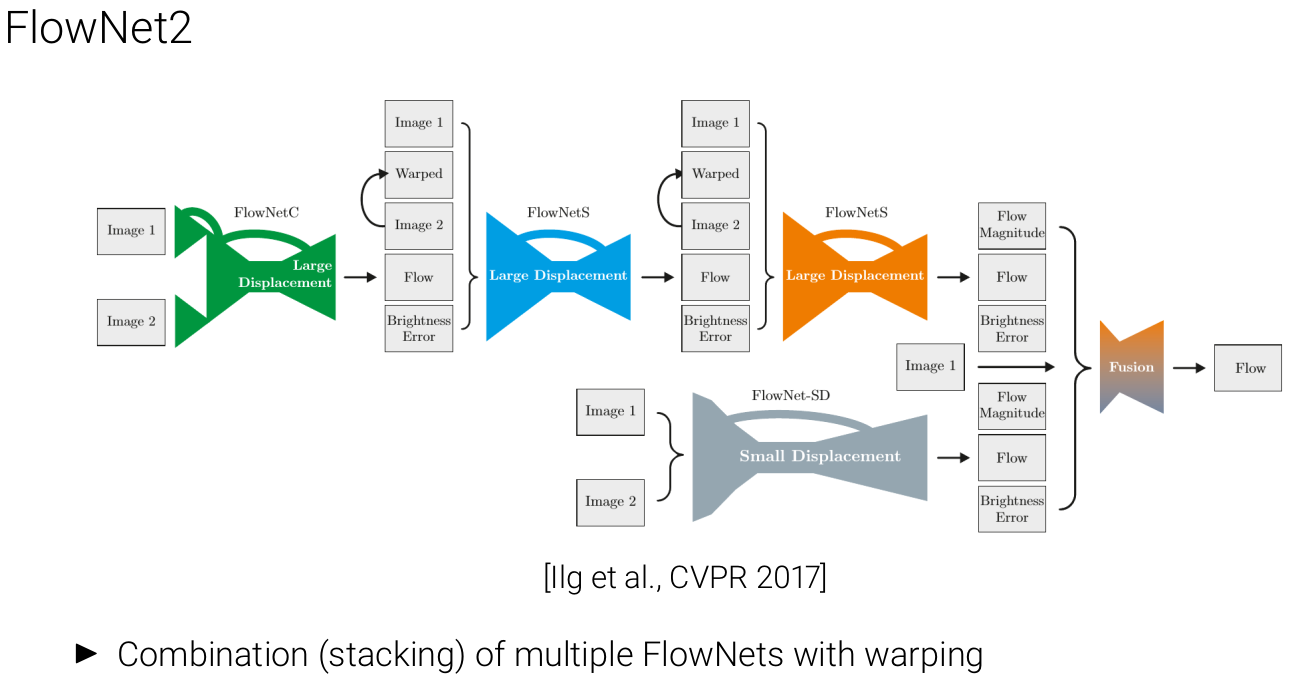 FlowNet2
Image 1
Image 2
FlowNetC
Large
Displacement
Image 1
Warped
Image 2
Flow
Brightness
Error
FlowNetS
Large Displacement
Image 1
Warped
Image 2
Flow
Brightness
Error
FlowNetS
Large Displacement
Flow
Magnitude
Flow
Brightness
Error
Image 1
Image 1
Image 2
FlowNet-SD
Small Displacement
Flow
Magnitude
Flow
Brightness
Error
Fusion
Flow
[Ilg et al., CVPR 2017]
► Combination (stacking) of multiple FlowNets with warping